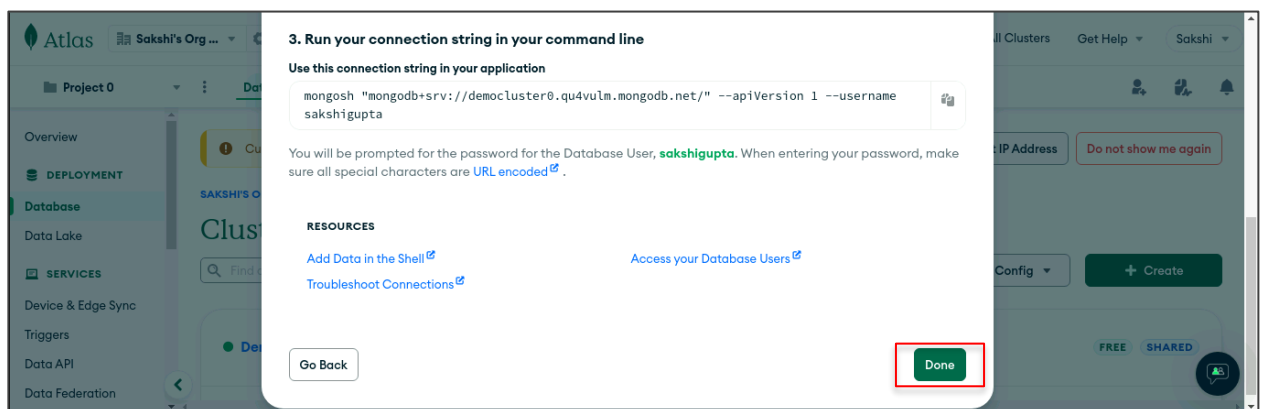 Atlas
Sakshi's Org ...
All Clusters
Get Help
Sakshi
Project 0
3. Run your connection string in your command line
Use this connection string in your application
mongosh "mongodb+srv://democluster0.qu4vulm.mongodb.net/" --apiVersion 1 --username
sakshigupta
You will be prompted for the password for the Database User, sakshigupta. When entering your password, make
sure all special characters are URL encoded .
RESOURCES
Add Data in the Shell
Access your Database Users
Troubleshoot Connections
Go Back
Done
Overview
DEPLOYMENT
Database
Data Lake
SERVICES
Device & Edge Sync
Triggers
Data API
Data Federation
IP Address
Do not show me again
SAKSHI'S O
Clus
Find
Config
+ Create
FREE
SHARED